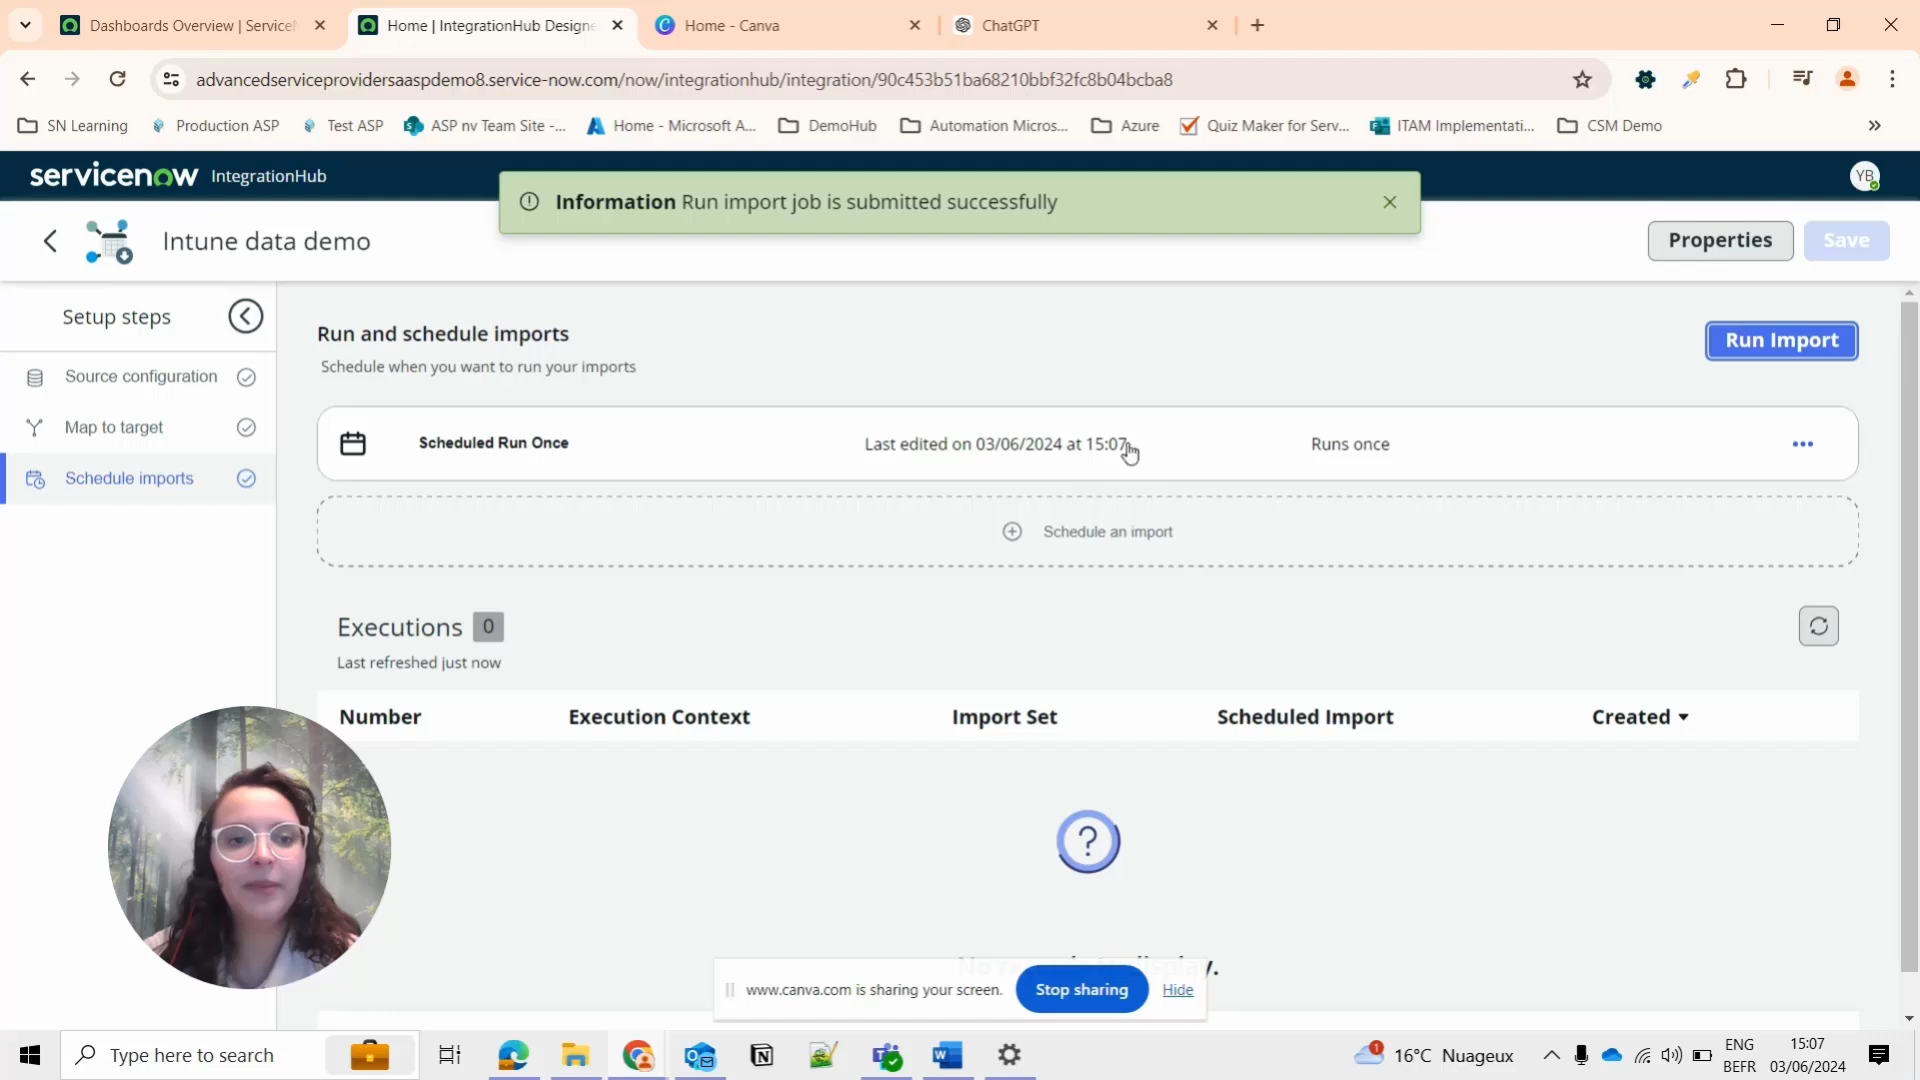 Dashboards Overview | Service
Home | IntegrationHub Designe
Home - Canva
ChatGPT
advancedserviceprovidersaaspdemo8.service-now.com/now/integrationhub/integration/90c453b51ba68210bbf32fc8b04bcba8
SN Learning
Production ASP
Test ASP
ASP nv Team Site -...
Home - Microsoft A...
DemoHub
Automation Micros...
Azure
Quiz Maker for Serv...
ITAM Implementati...
CSM Demo
servicenow IntegrationHub
YB
Information Run import job is submitted successfully
Intune data demo
Properties
Save
Setup steps
Source configuration
Map to target
Schedule imports
Run and schedule imports
Schedule when you want to run your imports
Run Import
Scheduled Run Once
Last edited on 03/06/2024 at 15:07
Runs once
Schedule an import
Executions 0
Last refreshed just now
Number
Execution Context
Import Set
Scheduled Import
Created
www.canva.com is sharing your screen.
Stop sharing
Hide
Type here to search
1
16°C Nuageux
ENG
BEFR
15:07
03/06/2024